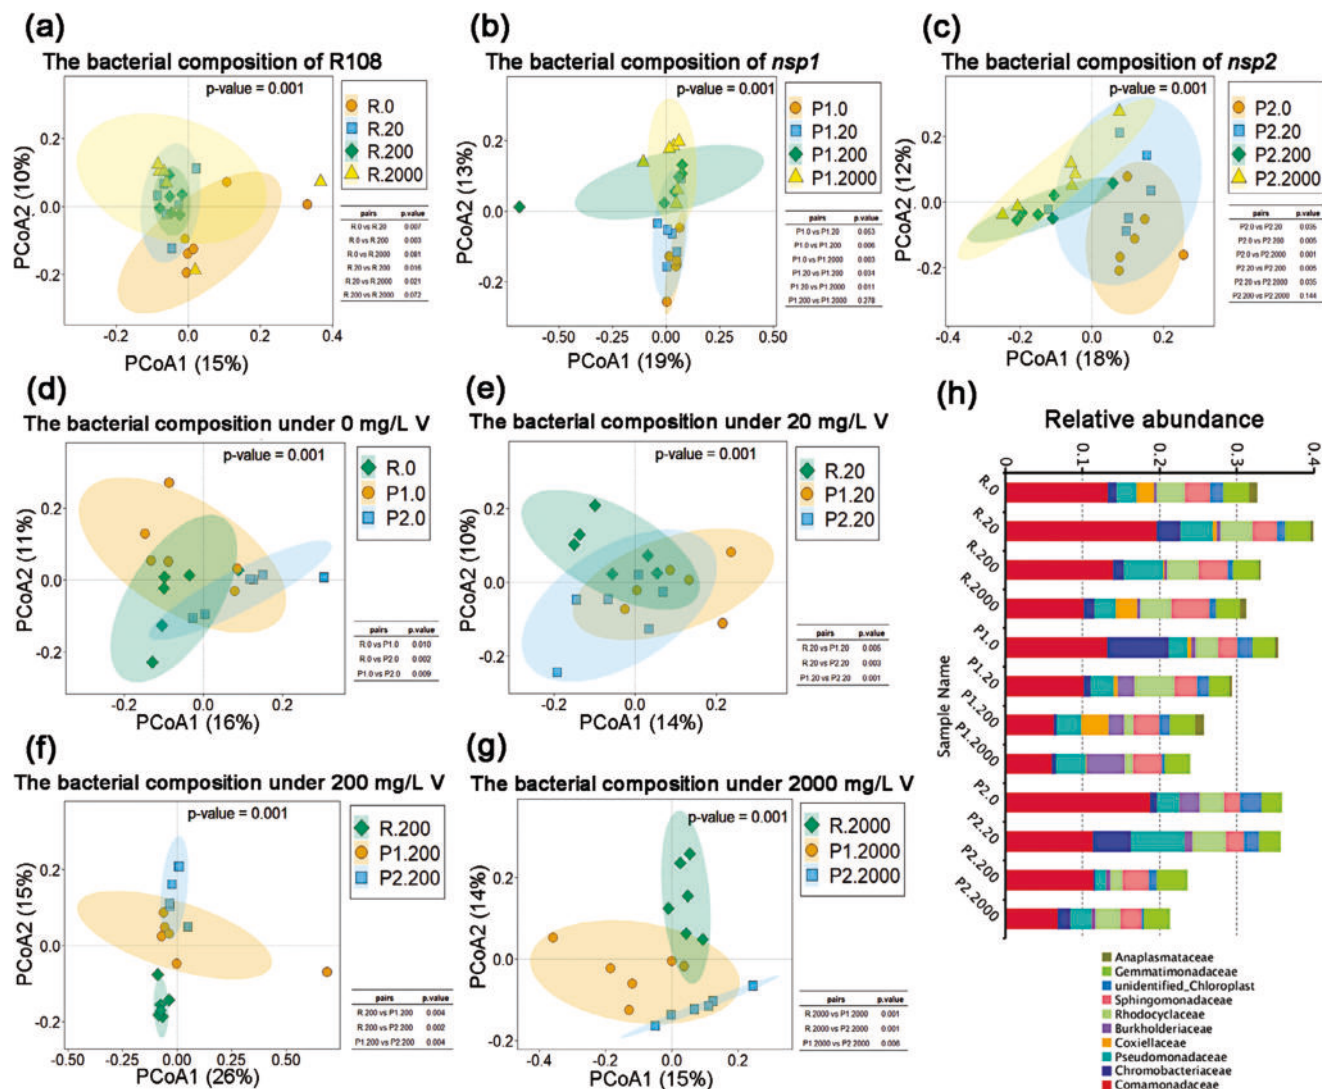 (a)
The bacterial composition of R108
p-value = 0.001
R.0
R.20
R.200
R.2000
pairs p.value
R.0 vs R.20 0.007
R.0 vs R.200 0.003
R.0 vs R.2000 0.081
R.20 vs R.200 0.016
R.20 vs R.2000 0.021
R.200 vs R.2000 0.072
PCoA2 (10%)
0.2
0.0
-0.2
-0.2 0.0 0.2 0.4
PCoA1 (15%)
(b)
The bacterial composition of nsp1
p-value = 0.001
P1.0
P1.20
P1.200
P1.2000
pairs p.value
P1.0 vs P1.20 0.053
P1.0 vs P1.200 0.006
P1.0 vs P1.2000 0.003
P1.20 vs P1.200 0.034
P1.20 vs P1.2000 0.011
P1.200 vs P1.2000 0.278
PCoA2 (13%)
0.2
0.0
-0.2
-0.50 -0.25 0.00 0.25 0.50
PCoA1 (19%)
(c)
The bacterial composition of nsp2
p-value = 0.001
P2.0
P2.20
P2.200
P2.2000
pairs p.value
P2.0 vs P2.20 0.035
P2.0 vs P2.200 0.005
P2.0 vs P2.2000 0.001
P2.20 vs P2.200 0.005
P2.20 vs P2.2000 0.035
P2.200 vs P2.2000 0.144
PCoA2 (12%)
0.2
0.0
-0.2
-0.4 -0.2 0.0 0.2
PCoA1 (18%)
(d)
The bacterial composition under 0 mg/L V
p-value = 0.001
R.0
P1.0
P2.0
pairs p.value
R.0 vs P1.0 0.010
R.0 vs P2.0 0.002
P1.0 vs P2.0 0.009
PCoA2 (11%)
0.2
0.0
-0.2
-0.2 0.0 0.2
PCoA1 (16%)
(e)
The bacterial composition under 20 mg/L V
p-value = 0.001
R.20
P1.20
P2.20
pairs p.value
R.20 vs P1.20 0.005
R.20 vs P2.20 0.003
P1.20 vs P2.20 0.001
PCoA2 (10%)
0.2
0.0
-0.2
-0.2 0.0 0.2
PCoA1 (14%)
(f)
The bacterial composition under 200 mg/L V
p-value = 0.001
R.200
P1.200
P2.200
pairs p.value
R.200 vs P1.200 0.004
R.200 vs P2.200 0.002
P1.200 vs P2.200 0.004
PCoA2 (15%)
0.2
0.0
-0.2
-0.50 -0.25 0.00 0.25 0.50
PCoA1 (26%)
(g)
The bacterial composition under 2000 mg/L V
p-value = 0.001
R.2000
P1.2000
P2.2000
pairs p.value
R.2000 vs P1.2000 0.001
R.2000 vs P2.2000 0.001
P1.2000 vs P2.2000 0.006
PCoA2 (14%)
0.2
0.0
-0.2
-0.4 -0.2 0.0 0.2
PCoA1 (15%)
(h)
Relative abundance
0 0.1 0.2 0.3 0.4
Sample Name
R.0
R.20
R.200
R.2000
P1.0
P1.20
P1.200
P1.2000
P2.0
P2.20
P2.200
P2.2000
Anaplasmataceae
Gemmatimonadaceae
unidentified_Chloroplast
Sphingomonadaceae
Rhodocyclaceae
Burkholderiaceae
Coxiellaceae
Pseudomonadaceae
Chromobacteriaceae
Comamonadaceae